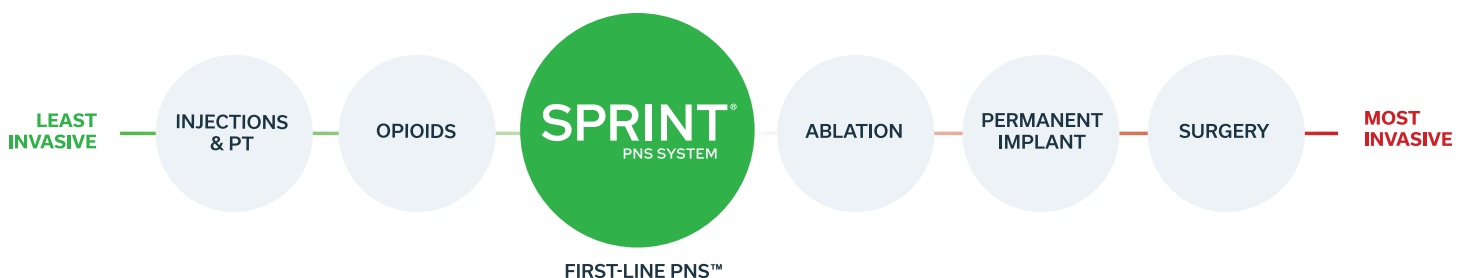 LEAST
INVASIVE
INJECTIONS
& PT
OPIOIDS
SPRINT®
PNS SYSTEM
FIRST-LINE PNS™
ABLATION
PERMANENT
IMPLANT
SURGERY
MOST
INVASIVE